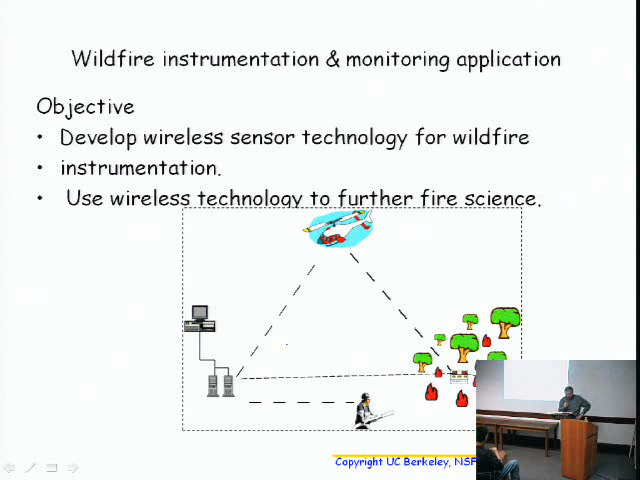 Wildfire instrumentation & monitoring application
Objective
• Develop wireless sensor technology for wildfire
• instrumentation.
• Use wireless technology to further fire science.
Copyright UC Berkeley, NSF